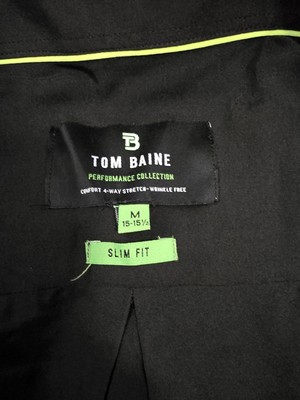 TB
TOM BAINE
PERFORMANCE COLLECTION
COMFORT 4-WAY STRETCH-WRINKLE FREE
M
15-15½
SLIM FIT